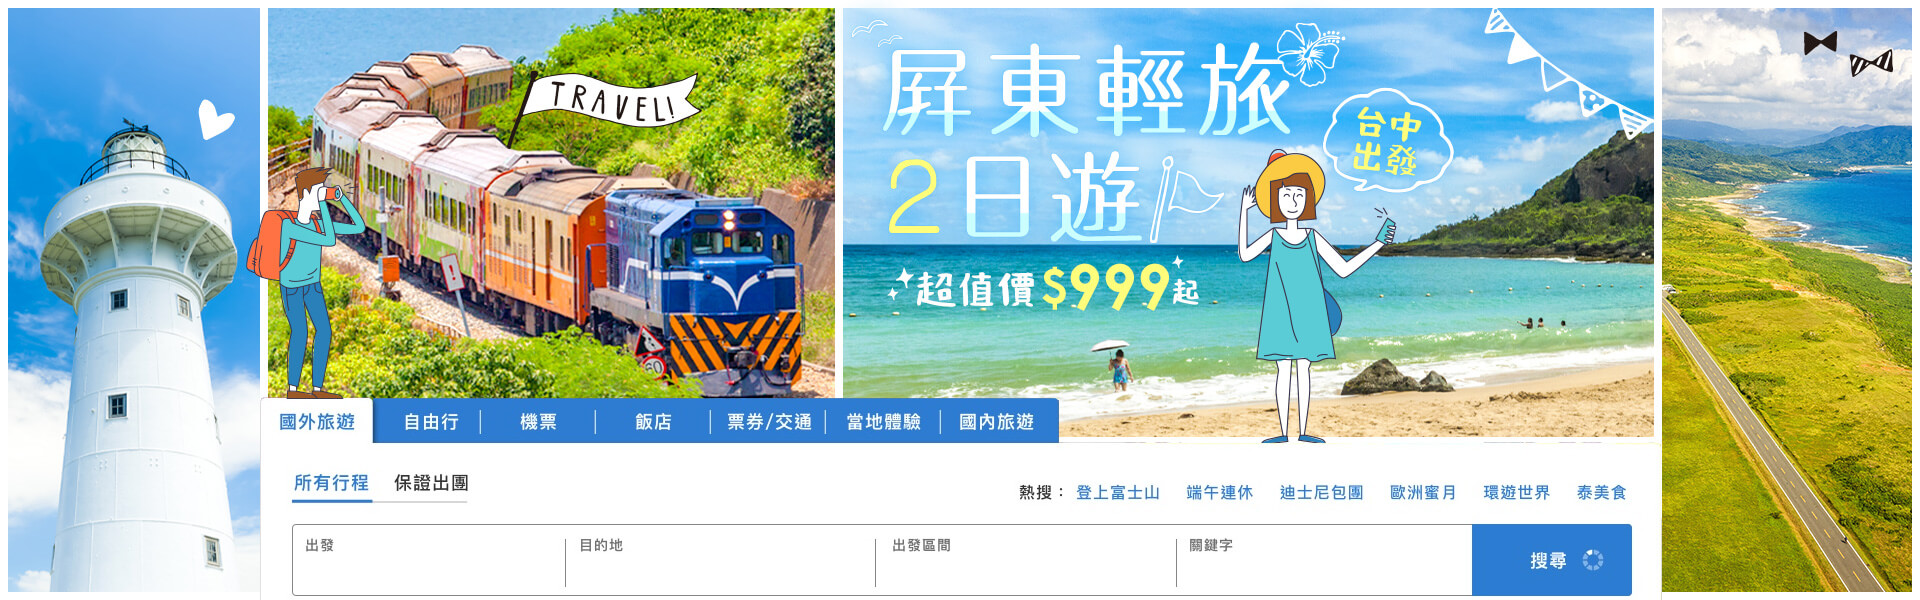 TRAVEL!
屏東輕旅
2日遊
台中
出發
超值價$999起
!
60
國外旅遊 自由行 機票 飯店 票券/交通 當地體驗 國內旅遊
所有行程 保證出團
熱搜： 登上富士山 端午連休 迪士尼包團 歐洲蜜月 環遊世界 泰美食
出發 目的地 出發區間 關鍵字
搜尋